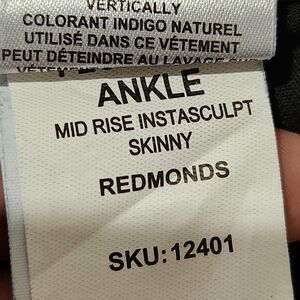 VERTICALLY
COLORANT INDIGO NATUREL
UTILISÉ DANS CE VÊTEMENT
PEUT DÉTEINDRE AU LAVAGE
ANKLE
MID RISE INSTASCULPT
SKINNY
REDMONDS
SKU: 12401